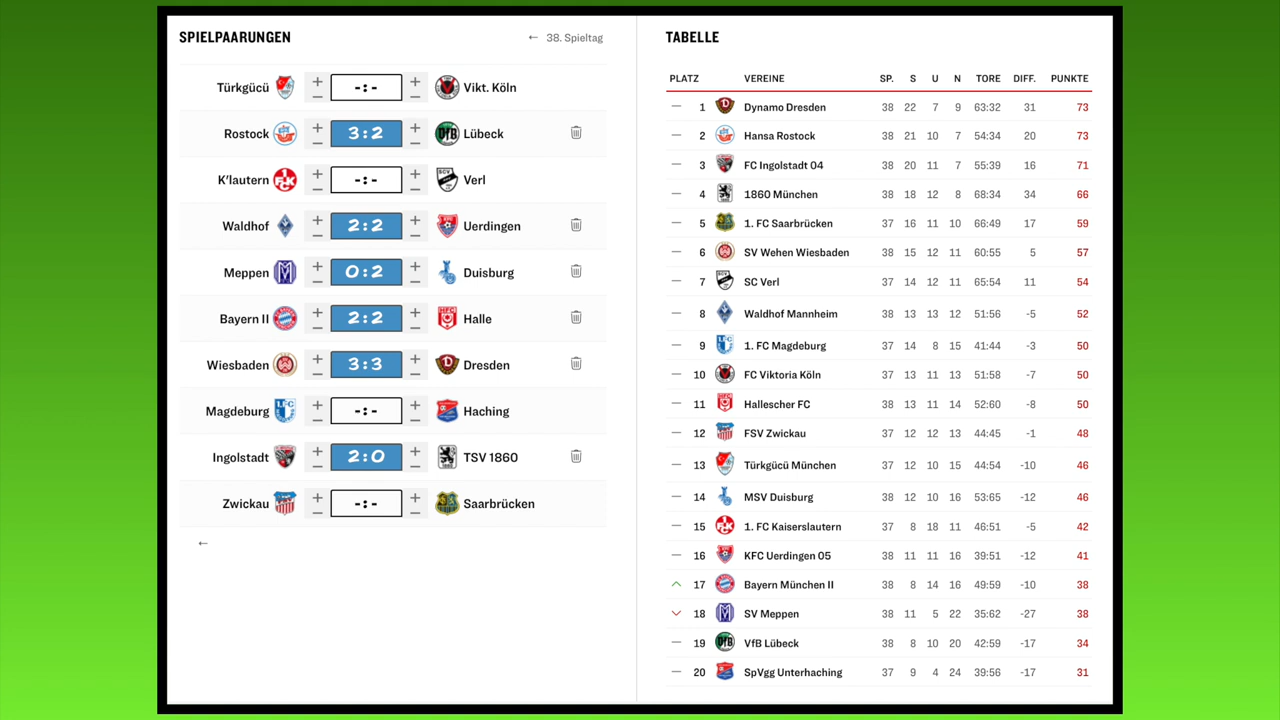 SPIELPAARUNGEN
← 38. Spieltag
Türkgücü + − -:- + − Vikt. Köln
Rostock + − 3:2 + − Lübeck
K'lautern + − -:- + − Verl
Waldhof + − 2:2 + − Uerdingen
Meppen + − 0:2 + − Duisburg
Bayern II + − 2:2 + − Halle
Wiesbaden + − 3:3 + − Dresden
Magdeburg + − -:- + − Haching
Ingolstadt + − 2:0 + − TSV 1860
Zwickau + − -:- + − Saarbrücken
←
TABELLE
PLATZ VEREINE SP. S U N TORE DIFF. PUNKTE
— 1 Dynamo Dresden 38 22 7 9 63:32 31 73
— 2 Hansa Rostock 38 21 10 7 54:34 20 73
— 3 FC Ingolstadt 04 38 20 11 7 55:39 16 71
— 4 1860 München 38 18 12 8 68:34 34 66
— 5 1. FC Saarbrücken 37 16 11 10 66:49 17 59
— 6 SV Wehen Wiesbaden 38 15 12 11 60:55 5 57
— 7 SC Verl 37 14 12 11 65:54 11 54
— 8 Waldhof Mannheim 38 13 13 12 51:56 -5 52
— 9 1. FC Magdeburg 37 14 8 15 41:44 -3 50
— 10 FC Viktoria Köln 37 13 11 13 51:58 -7 50
— 11 Hallescher FC 38 13 11 14 52:60 -8 50
— 12 FSV Zwickau 37 12 12 13 44:45 -1 48
— 13 Türkgücü München 37 12 10 15 44:54 -10 46
— 14 MSV Duisburg 38 12 10 16 53:65 -12 46
— 15 1. FC Kaiserslautern 37 8 18 11 46:51 -5 42
— 16 KFC Uerdingen 05 38 11 11 16 39:51 -12 41
17 Bayern München II 38 8 14 16 49:59 -10 38
18 SV Meppen 38 11 5 22 35:62 -27 38
— 19 VfB Lübeck 38 8 10 20 42:59 -17 34
— 20 SpVgg Unterhaching 37 9 4 24 39:56 -17 31